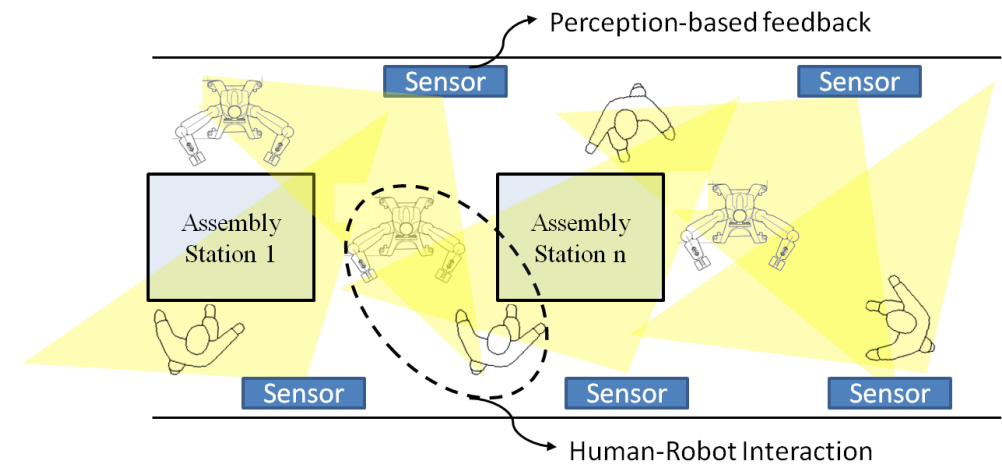 Perception-based feedback
Sensor
Sensor
Assembly
Station 1
Assembly
Station n
Sensor
Sensor
Sensor
Human-Robot Interaction